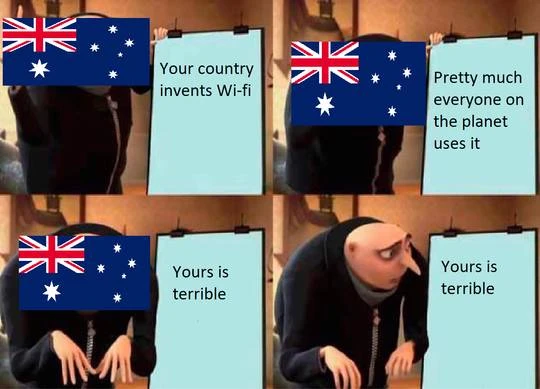 Your country
invents Wi-fi
Pretty much
everyone on
the planet
uses it
Yours is
terrible
Yours is
terrible